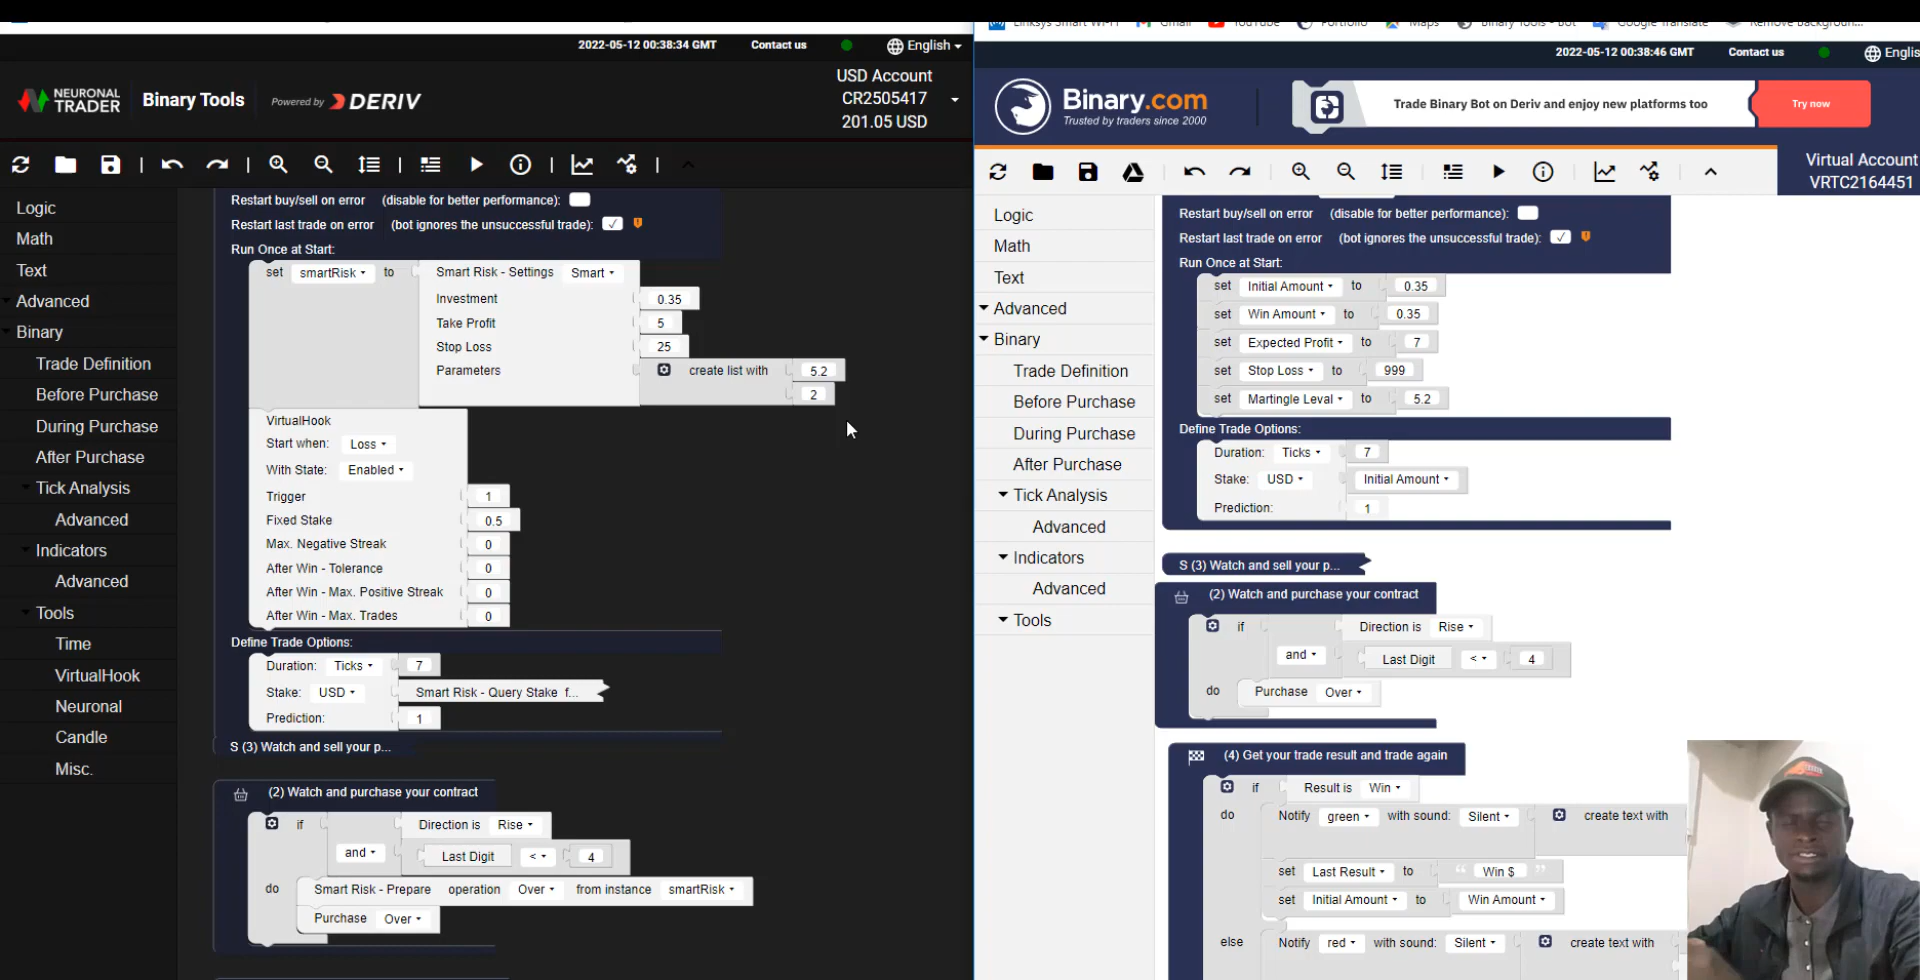 2022-05-12 00:38:34 GMT Contact us English
NEURONAL TRADER Binary Tools Powered by DERIV
USD Account
CR2505417
201.05 USD
Logic
Math
Text
Advanced
Binary
Trade Definition
Before Purchase
During Purchase
After Purchase
Tick Analysis
Advanced
Indicators
Advanced
Tools
Time
VirtualHook
Neuronal
Candle
Misc.
Restart buy/sell on error (disable for better performance):
Restart last trade on error (bot ignores the unsuccessful trade):
Run Once at Start:
set smartRisk to Smart Risk - Settings Smart
Investment 0.35
Take Profit 5
Stop Loss 25
Parameters create list with 5.2
2
VirtualHook
Start when: Loss
With State: Enabled
Trigger 1
Fixed Stake 0.5
Max. Negative Streak 0
After Win - Tolerance 0
After Win - Max. Positive Streak 0
After Win - Max. Trades 0
Define Trade Options:
Duration: Ticks 7
Stake: USD Smart Risk - Query Stake f...
Prediction: 1
S (3) Watch and sell your p...
(2) Watch and purchase your contract
if Direction is Rise
and Last Digit < 4
do Smart Risk - Prepare operation Over from instance smartRisk
Purchase Over
Linksys Smart Wi-Fi Gmail YouTube Portfolio Maps Binary Tools - Bot Google Translate Remove Backgroun...
2022-05-12 00:38:46 GMT Contact us Englis
Binary.com
Trusted by traders since 2000
Trade Binary Bot on Deriv and enjoy new platforms too Try now
Virtual Account
VRTC2164451
Logic
Math
Text
Advanced
Binary
Trade Definition
Before Purchase
During Purchase
After Purchase
Tick Analysis
Advanced
Indicators
Advanced
Tools
Restart buy/sell on error (disable for better performance):
Restart last trade on error (bot ignores the unsuccessful trade):
Run Once at Start:
set Initial Amount to 0.35
set Win Amount to 0.35
set Expected Profit to 7
set Stop Loss to 999
set Martingle Leval to 5.2
Define Trade Options:
Duration: Ticks 7
Stake: USD Initial Amount
Prediction: 1
S (3) Watch and sell your p...
(2) Watch and purchase your contract
if Direction is Rise
and Last Digit < 4
do Purchase Over
(4) Get your trade result and trade again
if Result is Win
do Notify green with sound: Silent create text with
set Last Result to “ Win $ ”
set Initial Amount to Win Amount
else Notify red with sound: Silent create text with